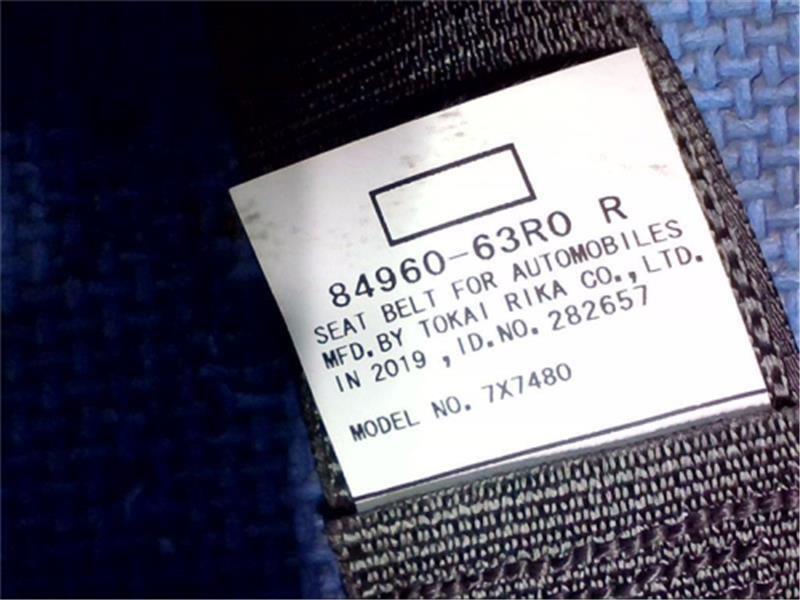 84960-63R0 R
SEAT BELT FOR AUTOMOBILES
MFD.BY TOKAI RIKA CO.,LTD.
IN 2019 ,ID.NO. 282657
MODEL NO. 7X7480